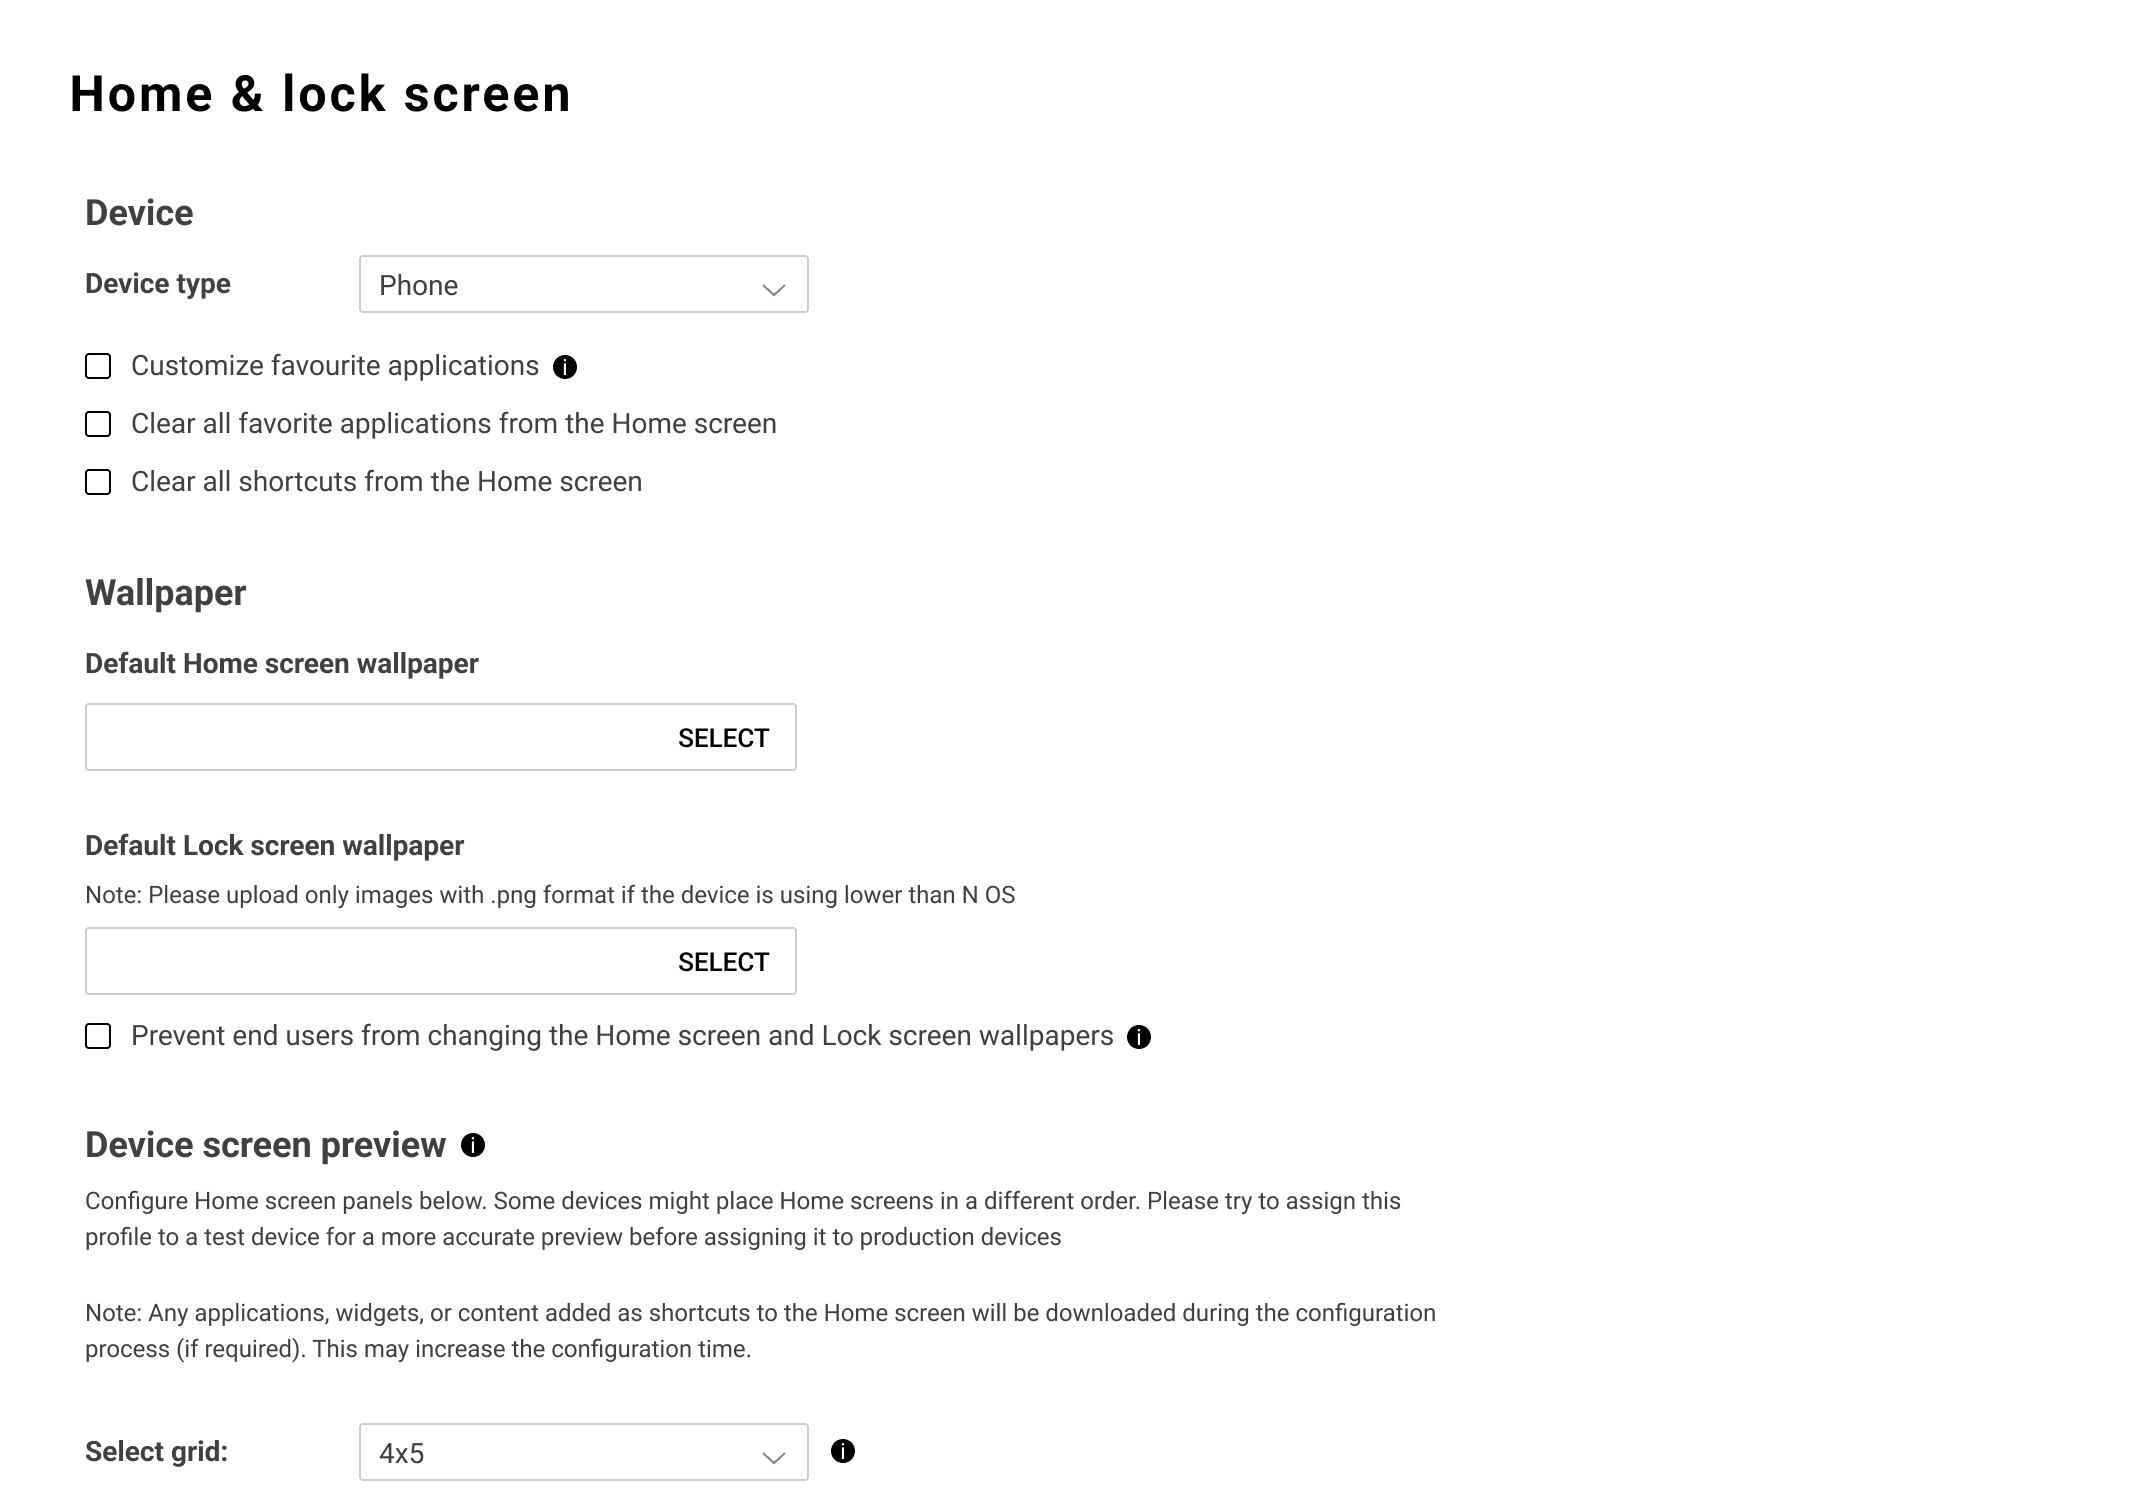 Home & lock screen
Device
Device type
Phone
Customize favourite applications
Clear all favorite applications from the Home screen
Clear all shortcuts from the Home screen
Wallpaper
Default Home screen wallpaper
SELECT
Default Lock screen wallpaper
Note: Please upload only images with .png format if the device is using lower than N OS
SELECT
Prevent end users from changing the Home screen and Lock screen wallpapers
Device screen preview
Configure Home screen panels below. Some devices might place Home screens in a different order. Please try to assign this
profile to a test device for a more accurate preview before assigning it to production devices
Note: Any applications, widgets, or content added as shortcuts to the Home screen will be downloaded during the configuration
process (if required). This may increase the configuration time.
Select grid:
4x5